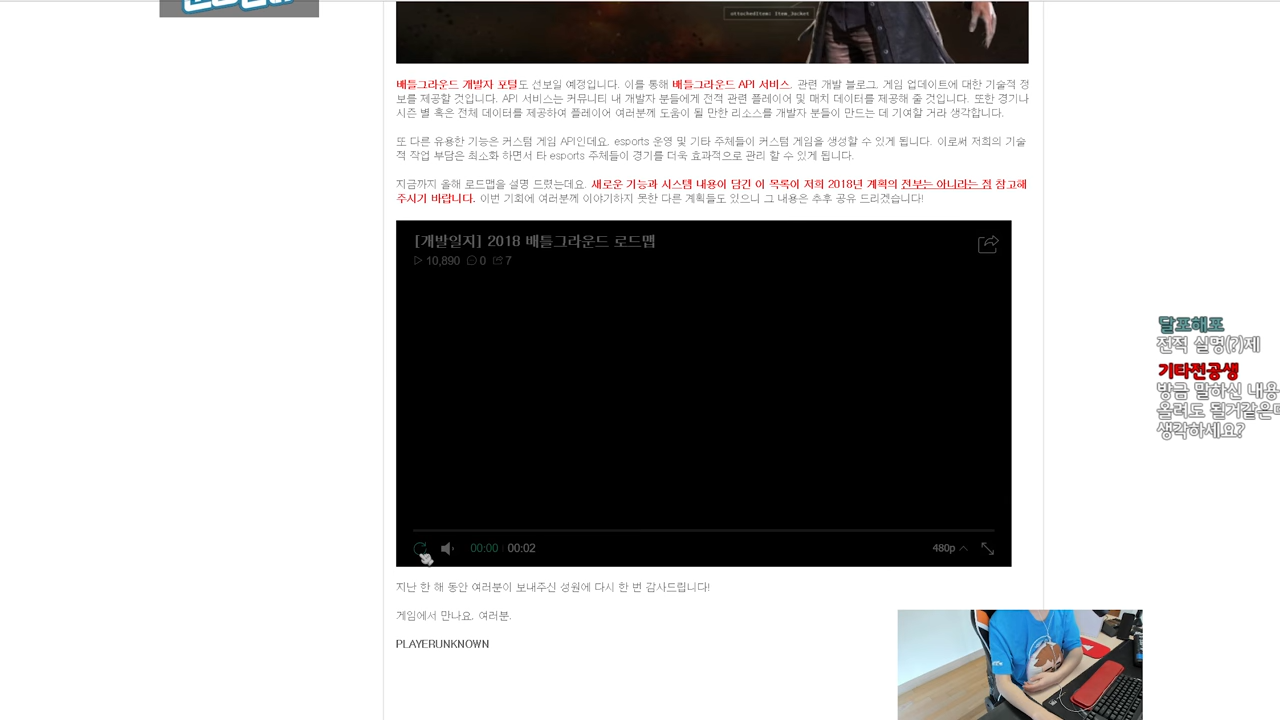 attachedItem: Item_Jacket
배틀그라운드 개발자 포털도 선보일 예정입니다. 이를 통해 배틀그라운드 API 서비스, 관련 개발 블로그, 게임 업데이트에 대한 기술적 정
보를 제공할 것입니다. API 서비스는 커뮤니티 내 개발자 분들에게 전적 관련 플레이어 및 매치 데이터를 제공해 줄 것입니다. 또한 경기나
시즌 별 혹은 전체 데이터를 제공하여 플레이어 여러분께 도움이 될 만한 리소스를 개발자 분들이 만드는 데 기여할 거라 생각합니다.
또 다른 유용한 기능은 커스텀 게임 API인데요, esports 운영 및 기타 주체들이 커스텀 게임을 생성할 수 있게 됩니다. 이로써 저희의 기술
적 작업 부담은 최소화 하면서 타 esports 주체들이 경기를 더욱 효과적으로 관리 할 수 있게 됩니다.
지금까지 올해 로드맵을 설명 드렸는데요, 새로운 기능과 시스템 내용이 담긴 이 목록이 저희 2018년 계획의 전부는 아니라는 점 참고해
주시기 바랍니다. 이번 기회에 여러분께 이야기하지 못한 다른 계획들도 있으니 그 내용은 추후 공유 드리겠습니다!
[개발일지] 2018 배틀그라운드 로드맵
10,890 0 7
달포해포
전적 실명(?)제
기타전공생
방금 말하신 내용
올려도 될거같은데
생각하세요?
00:00 00:02 480p
지난 한 해 동안 여러분이 보내주신 성원에 다시 한 번 감사드립니다!
게임에서 만나요, 여러분.
PLAYERUNKNOWN